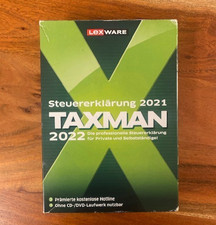 LEXWARE
Steuererklärung 2021
TAXMAN
2022
Die professionelle Steuererklärung
für Private und Selbstständige!
Prämierte kostenlose Hotline
Ohne CD-/DVD-Laufwerk nutzbar